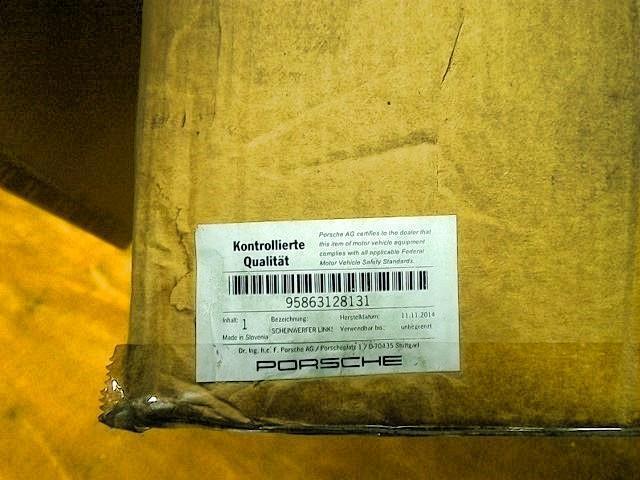 Kontrollierte
Qualität
Porsche AG certifies to the dealer that
this item of motor vehicle equipment
complies with all applicable Federal
Motor Vehicle Safety Standards.
95863128131
Inhalt: 1 Bezeichnung: Herstelldatum: 11.11.2014
SCHEINWERFER LINKS Verwendbar bis: unbegrenzt
Made in Slovenia
Dr. Ing. h.c. F. Porsche AG / Porscheplatz 1 / D-70435 Stuttgart
PORSCHE